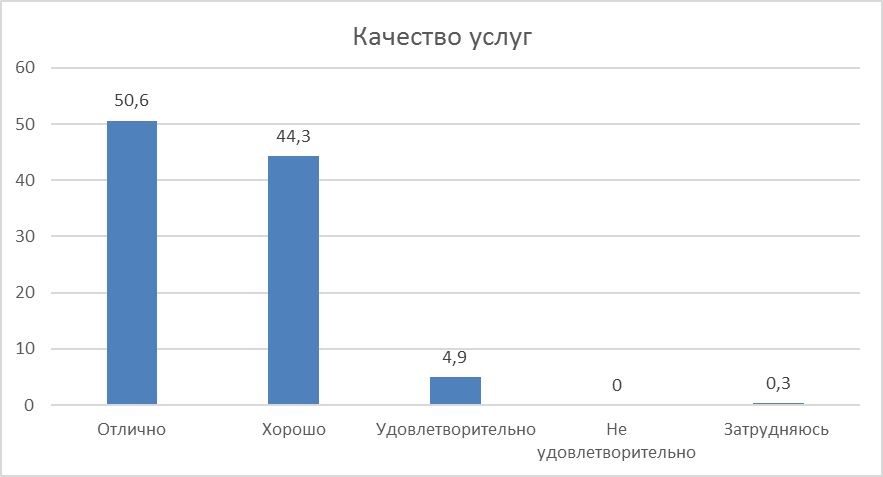 Качество услуг
60
50
40
30
20
10
0
50,6
44,3
4,9
0
0,3
Отлично
Хорошо
Удовлетворительно
Не
удовлетворительно
Затрудняюсь